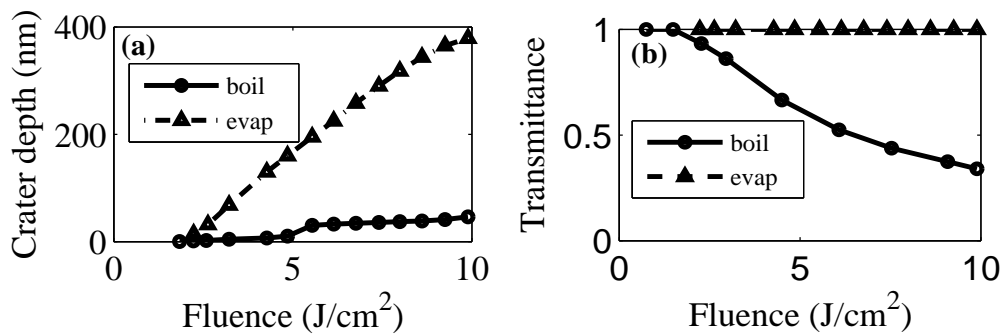 (a)
Crater depth (nm)
400
200
0
boil
evap
0
5
10
Fluence (J/cm²)
(b)
Transmittance
1
0.5
0
boil
evap
0
5
10
Fluence (J/cm²)